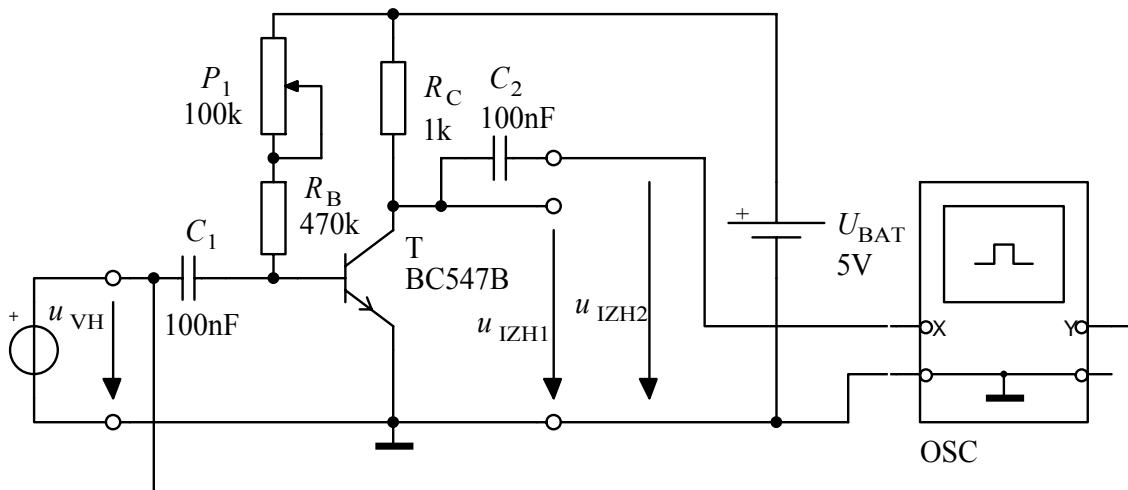 P1
100k
RC
1k
C2
100nF
RB
470k
C1
100nF
T
BC547B
+
uVH
uIZH1
uIZH2
+
UBAT
5V
X
Y
OSC